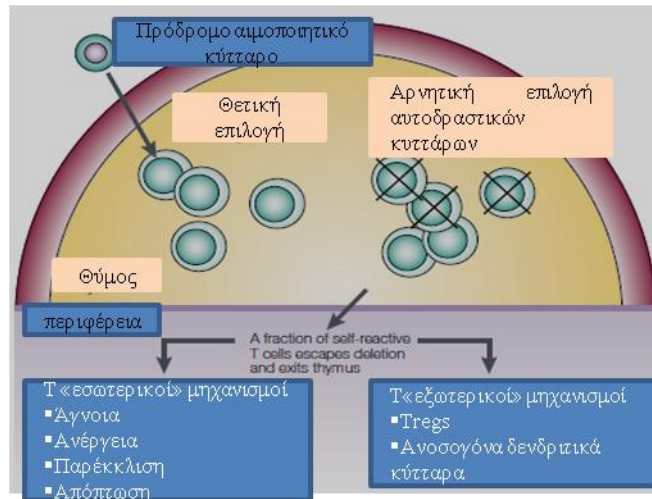 Πρόδρομο αιμοποιητικό
κύτταρο
Θετική
επιλογή
Αρνητική επιλογή
αυτοδραστικών
κυττάρων
Θύμος
περιφέρεια
A fraction of self-reactive
T cells escapes deletion
and exits thymus
Τ«εσωτερικοί» μηχανισμοί
▪Άγνοια
▪Ανέργεια
▪Παρέκκλιση
▪Απόπτωση
Τ«εξωτερικοί» μηχανισμοί
▪Tregs
▪Ανοσογόνα δενδριτικά
κύτταρα